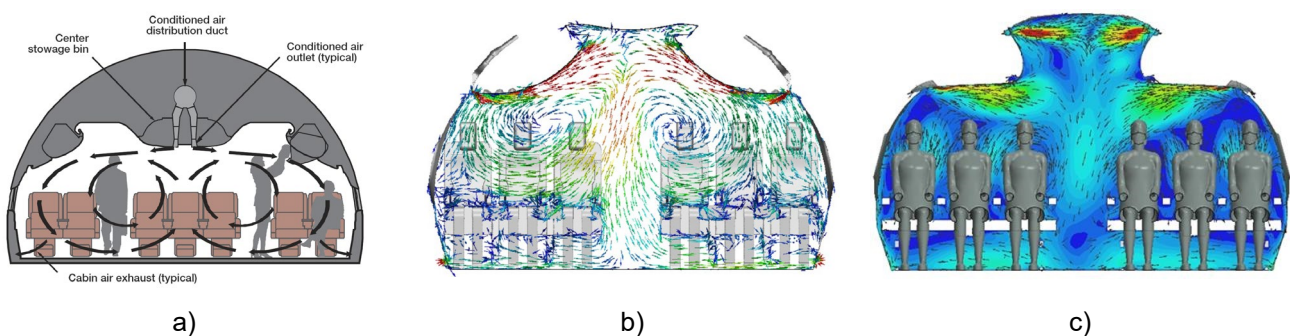 Conditioned air
distribution duct
Center
stowage bin
Conditioned air
outlet (typical)
Cabin air exhaust (typical)
a)
b)
c)